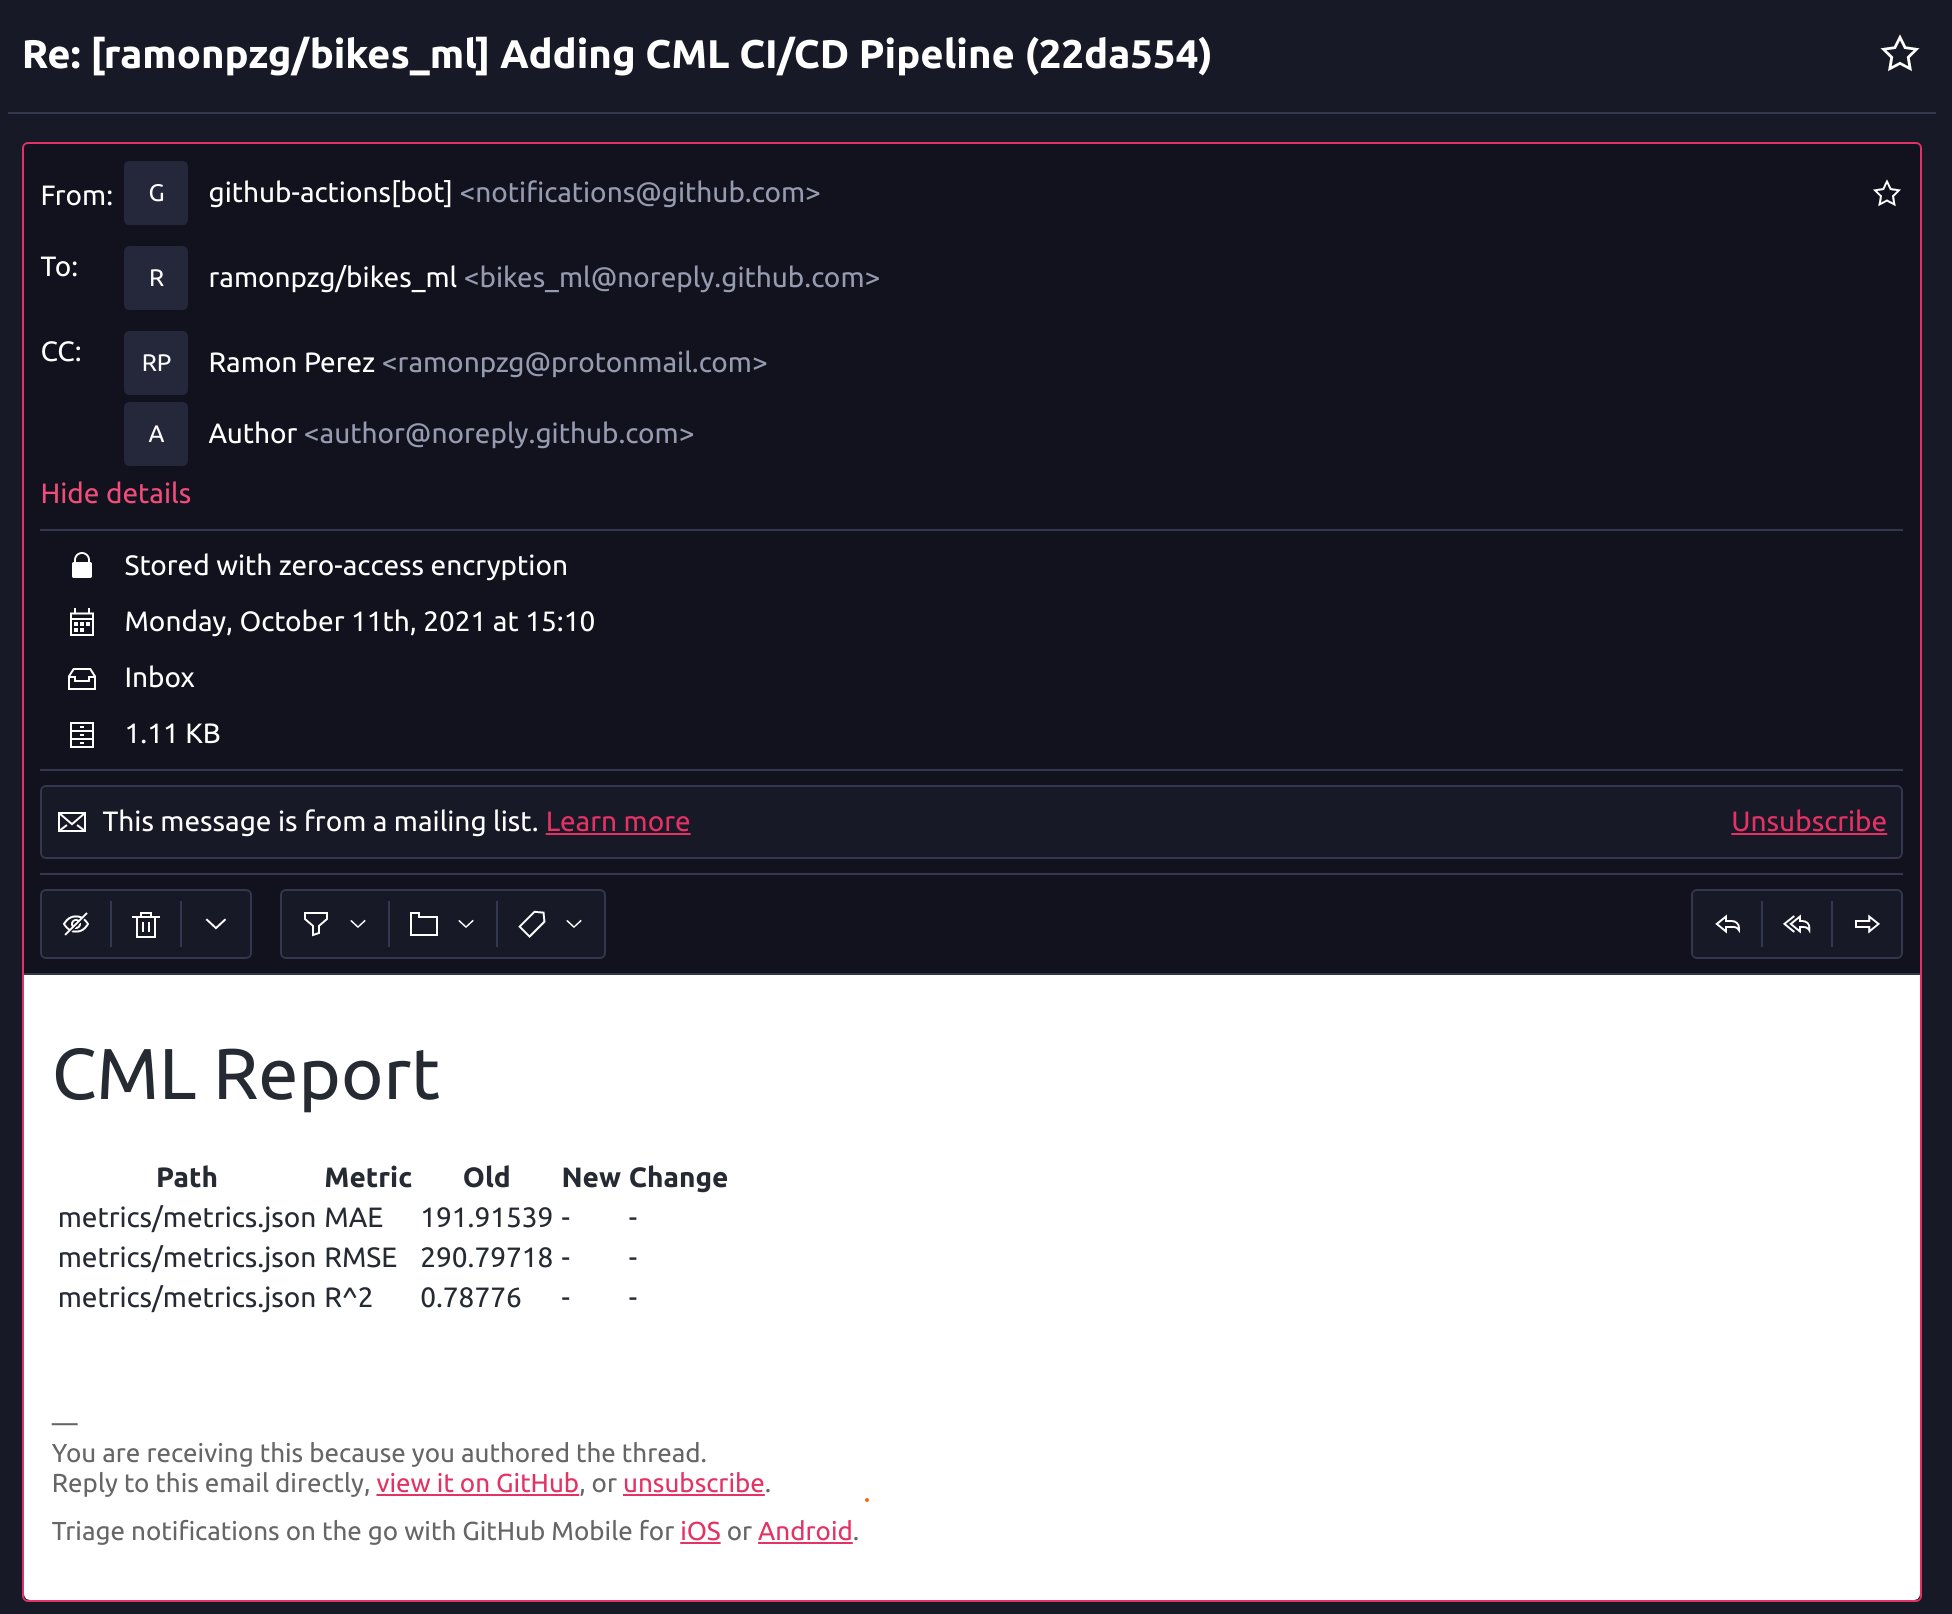 Re: [ramonpzg/bikes_ml] Adding CML CI/CD Pipeline (22da554)
From: G github-actions[bot] <notifications@github.com>
To: R ramonpzg/bikes_ml <bikes_ml@noreply.github.com>
CC: RP Ramon Perez <ramonpzg@protonmail.com>
A Author <author@noreply.github.com>
Hide details
Stored with zero-access encryption
Monday, October 11th, 2021 at 15:10
Inbox
1.11 KB
This message is from a mailing list. Learn more Unsubscribe
CML Report
Path Metric Old New Change
metrics/metrics.json MAE 191.91539 - -
metrics/metrics.json RMSE 290.79718 - -
metrics/metrics.json R^2 0.78776 - -
—
You are receiving this because you authored the thread.
Reply to this email directly, view it on GitHub, or unsubscribe.
Triage notifications on the go with GitHub Mobile for iOS or Android.